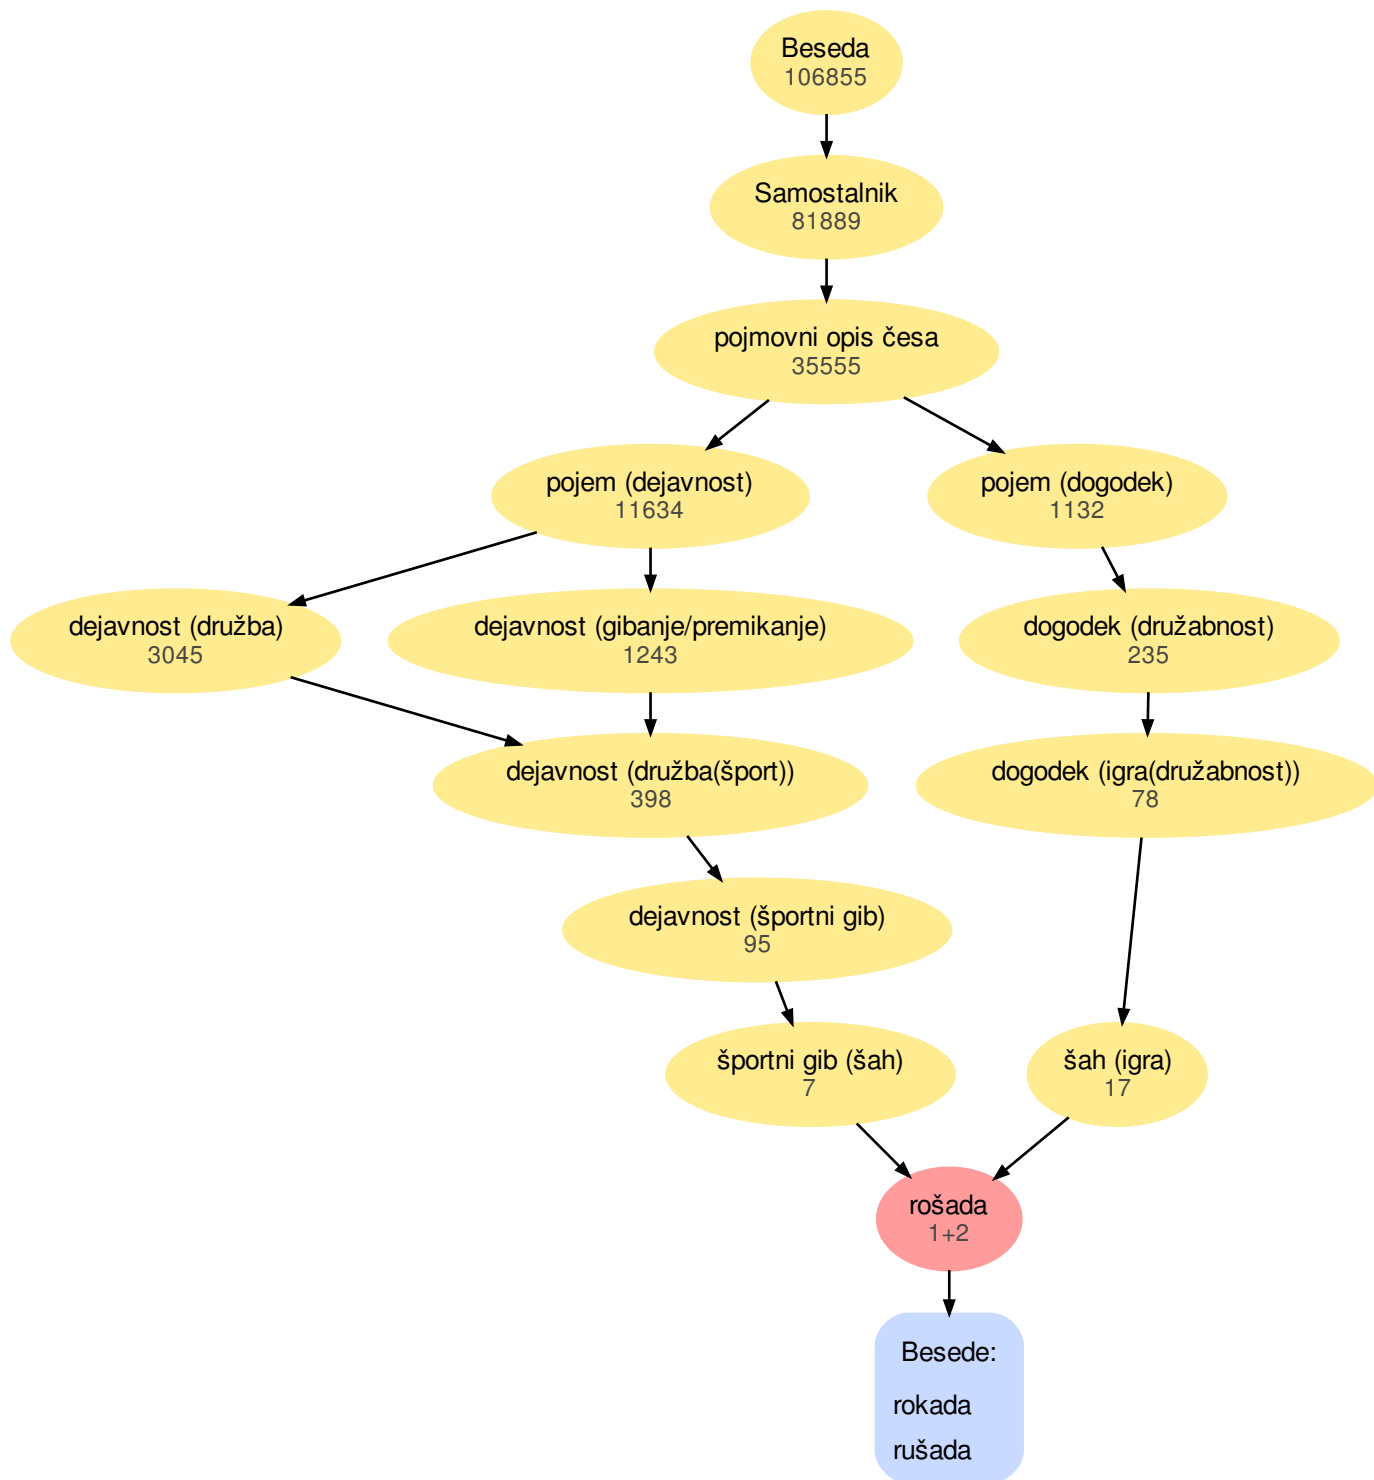 Beseda
106855
Samostalnik
81889
pojmovni opis česa
35555
pojem (dejavnost)
11634
pojem (dogodek)
1132
dejavnost (družba)
3045
dejavnost (gibanje/premikanje)
1243
dogodek (družabnost)
235
dejavnost (družba(šport))
398
dogodek (igra(družabnost))
78
dejavnost (športni gib)
95
športni gib (šah)
7
šah (igra)
17
rošada
1+2
Besede:
rokada
rušada